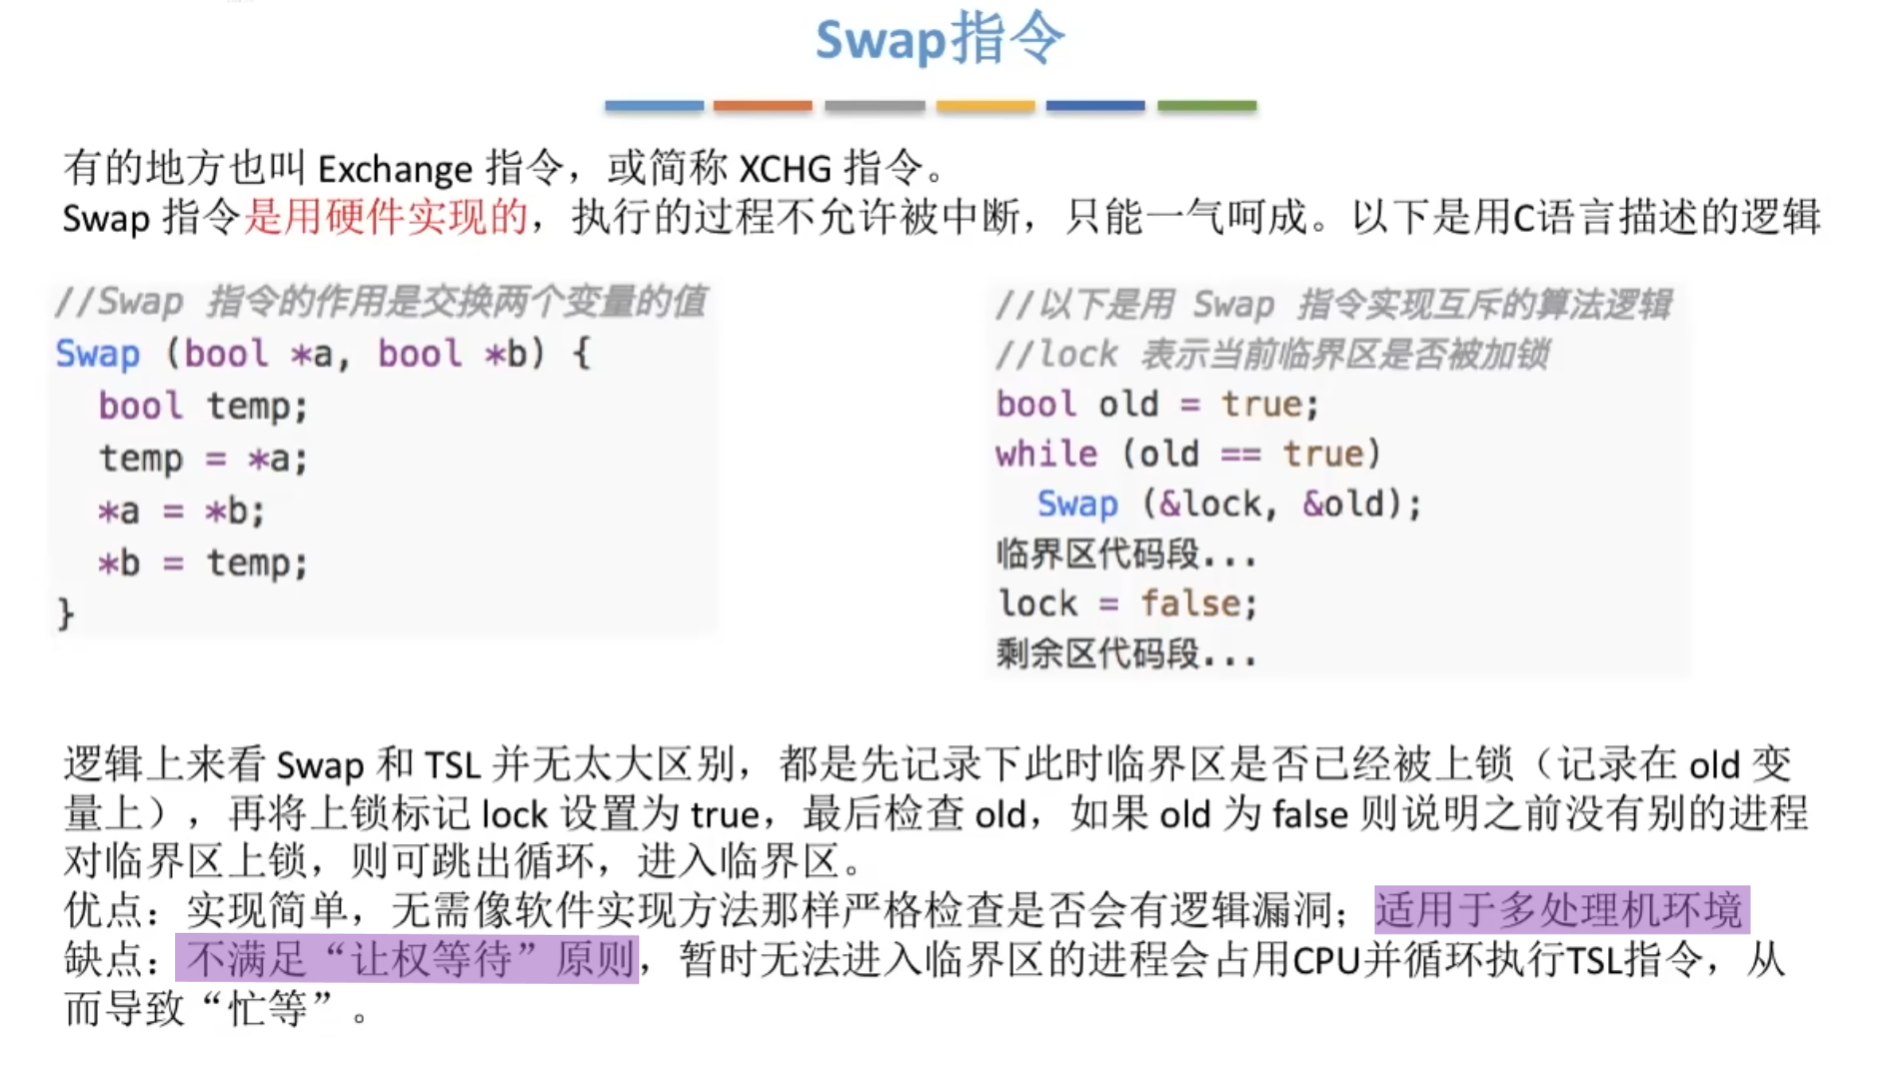 Swap指令
有的地方也叫 Exchange 指令，或简称 XCHG 指令。
Swap 指令是用硬件实现的，执行的过程不允许被中断，只能一气呵成。以下是用C语言描述的逻辑
//Swap 指令的作用是交换两个变量的值
Swap (bool *a, bool *b) {
bool temp;
temp = *a;
*a = *b;
*b = temp;
}
//以下是用 Swap 指令实现互斥的算法逻辑
//lock 表示当前临界区是否被加锁
bool old = true;
while (old == true)
Swap (&lock, &old);
临界区代码段...
lock = false;
剩余区代码段...
逻辑上来看 Swap 和 TSL 并无太大区别，都是先记录下此时临界区是否已经被上锁（记录在 old 变
量上），再将上锁标记 lock 设置为 true，最后检查 old，如果 old 为 false 则说明之前没有别的进程
对临界区上锁，则可跳出循环，进入临界区。
优点：实现简单，无需像软件实现方法那样严格检查是否会有逻辑漏洞；适用于多处理机环境
缺点：不满足“让权等待”原则，暂时无法进入临界区的进程会占用CPU并循环执行TSL指令，从
而导致“忙等”。